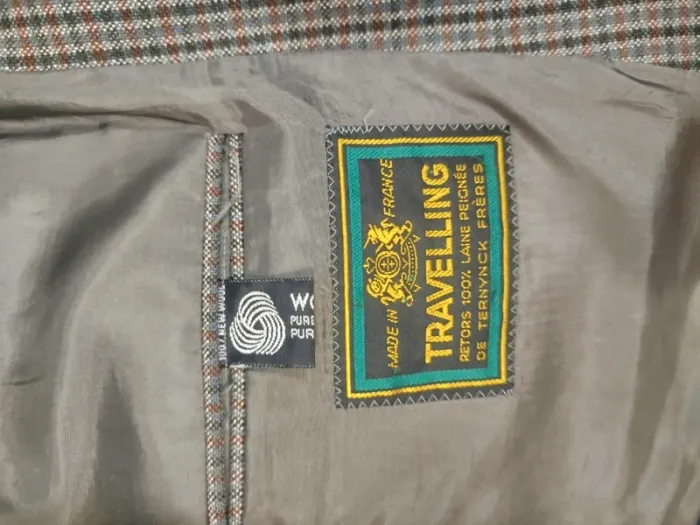 MADE IN FRANCE
TRAVELLING
RETORS 100% LAINE PEIGNÉE
DE TERNYNCK FRÈRES
WO
PURE
PUR
100% NEW WOOL